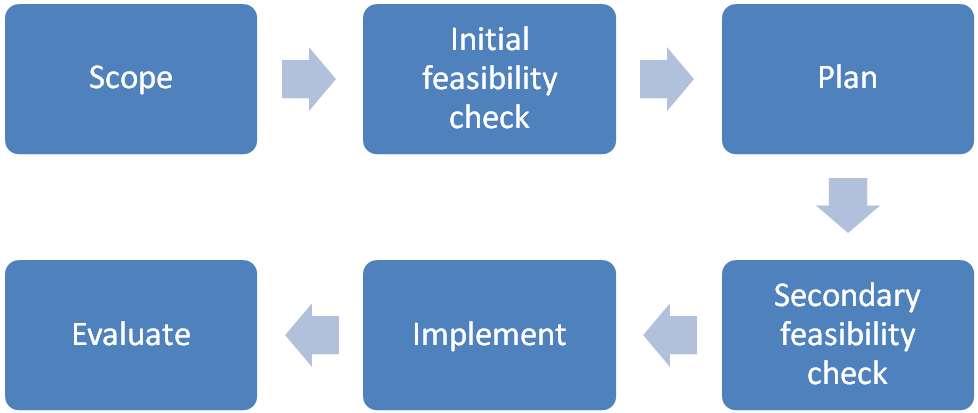 Scope
Initial
feasibility
check
Plan
Secondary
feasibility
check
Implement
Evaluate